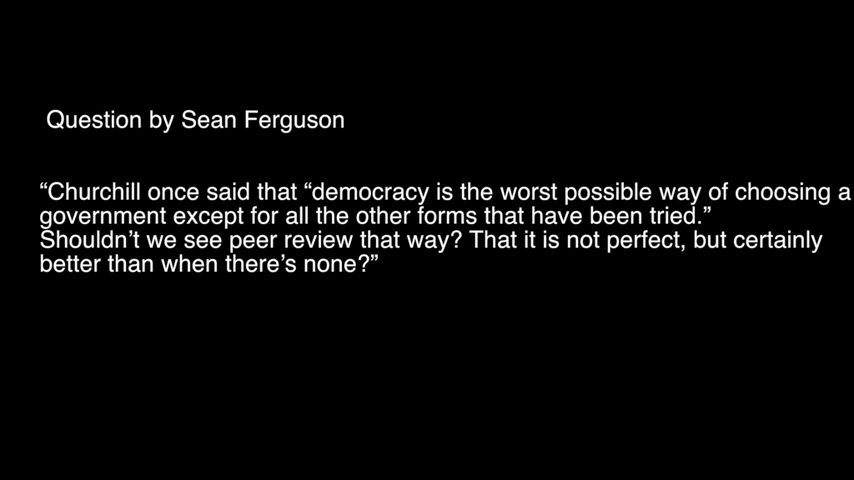 Question by Sean Ferguson
“Churchill once said that “democracy is the worst possible way of choosing a
government except for all the other forms that have been tried.”
Shouldn’t we see peer review that way? That it is not perfect, but certainly
better than when there’s none?”